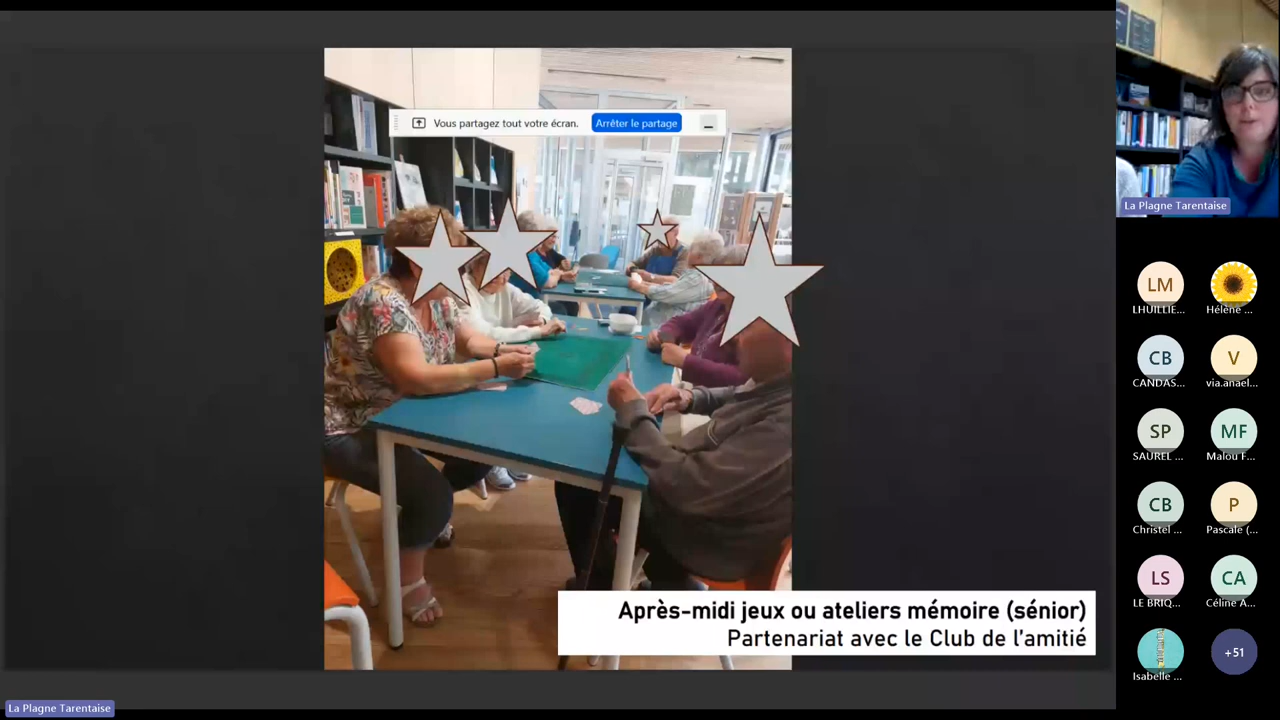 Vous partagez tout votre écran.
Arrêter le partage
La Plagne Tarentaise
LM
LHUILLIE...
Hélène ...
CB
CANDAS...
V
via.anael...
SP
SAUREL ...
MF
Malou F...
CB
Christel ...
P
Pascale (...
LS
LE BRIQ...
CA
Céline A...
Isabelle ...
+51
Après-midi jeux ou ateliers mémoire (sénior)
Partenariat avec le Club de l'amitié
La Plagne Tarentaise